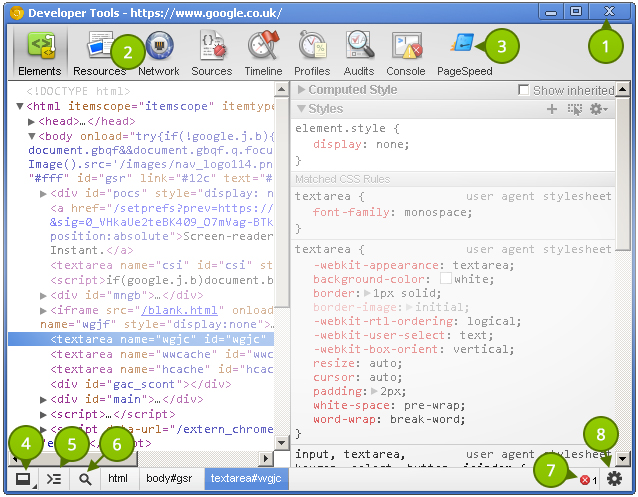 Developer Tools - https://www.google.co.uk/
1
2
3
Elements Resources Network Sources Timeline Profiles Audits Console PageSpeed
<!DOCTYPE html>
▼<html itemscope="itemscope" itemtype
▶<head>…</head>
▼<body onload="try{if(!google.j.b){
document.gbqf&&document.gbqf.q.focus
Image().src='/images/nav_logo114.pn
"#fff" id="gsr" link="#12c" text="#
▶<div id="pocs" style="display: n
<a href="/setprefs?prev=https://
&sig=0_VHkaUe2teBK409_O7mVag-BTk
position:absolute">Screen-reader
Instant.</a>
<textarea name="csi" id="csi" st
<script>if(google.j.b)document.b
▶<div id="mngb">…</div>
▶<iframe src="/blank.html" onload
name="wgjf" style="display:none">…
<textarea name="wgjc" id="wgjc"
<textarea name="wwcache" id="wwc
<textarea name="hcache" id="hcac
<div id="gac_scont"></div>
▶<div id="main">…</div>
▶<script>…</script>
▶<script data-url="/extern_chrome
▶ Computed Style
Show inherited
▼ Styles
element.style {
display: none;
}
Matched CSS Rules
textarea { user agent stylesheet
font-family: monospace;
}
textarea { user agent stylesheet
-webkit-appearance: textarea;
background-color: white;
border:▶1px solid;
border-image:▶initial;
-webkit-rtl-ordering: logical;
-webkit-user-select: text;
-webkit-box-orient: vertical;
resize: auto;
cursor: auto;
padding:▶2px;
white-space: pre-wrap;
word-wrap: break-word;
}
input, textarea, user agent stylesheet
4
5
6
7
8
html body#gsr textarea#wgjc
1